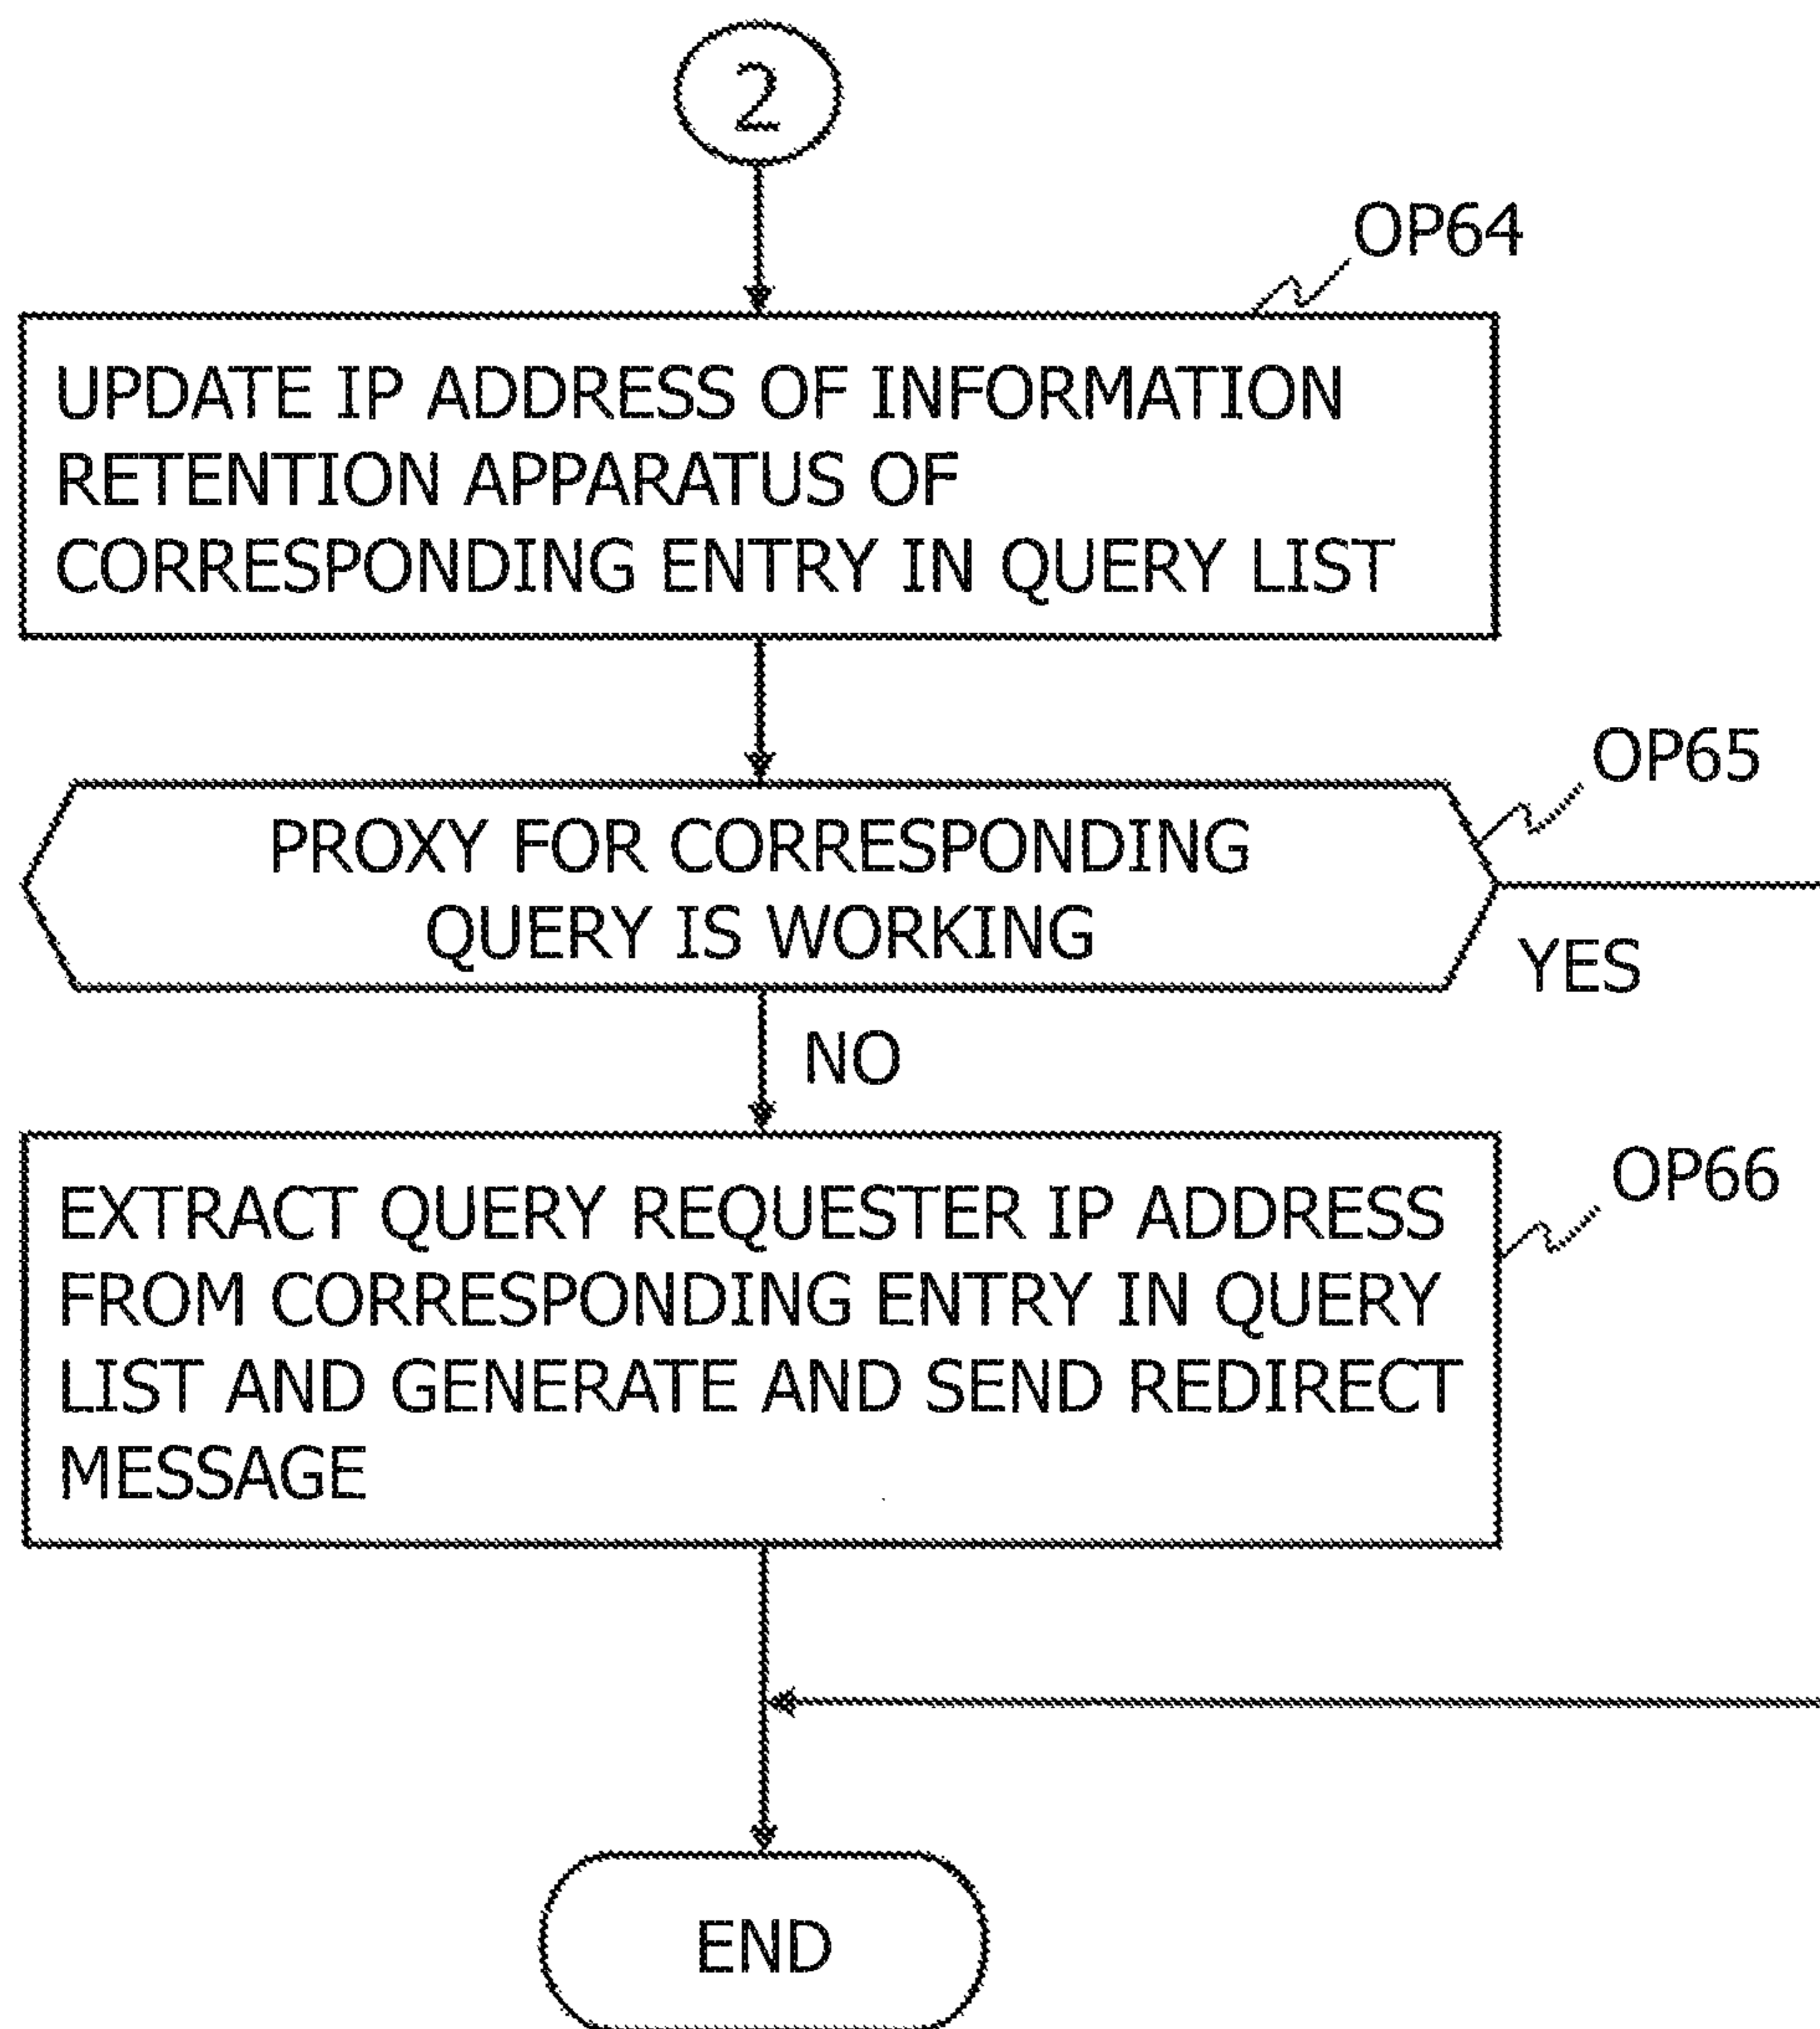 2
OP64
UPDATE IP ADDRESS OF INFORMATION
RETENTION APPARATUS OF
CORRESPONDING ENTRY IN QUERY LIST
OP65
PROXY FOR CORRESPONDING
QUERY IS WORKING
YES
NO
OP66
EXTRACT QUERY REQUESTER IP ADDRESS
FROM CORRESPONDING ENTRY IN QUERY
LIST AND GENERATE AND SEND REDIRECT
MESSAGE
END